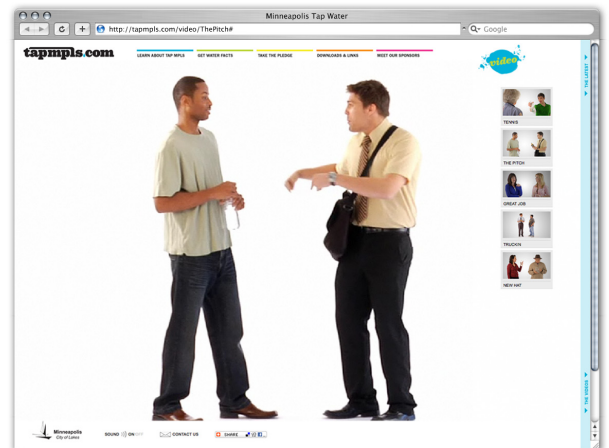 Minneapolis Tap Water
http://tapmpls.com/video/ThePitch#
Google
tapmpls.com
LEARN ABOUT TAP MPLS
GET WATER FACTS
TAKE THE PLEDGE
DOWNLOADS & LINKS
MEET OUR SPONSORS
video
THE LATEST
TENNIS
THE PITCH
GREAT JOB
TRUCKIN
NEW HAT
THE VIDEOS
Minneapolis
City of Lakes
SOUND ON
CONTACT US
SHARE